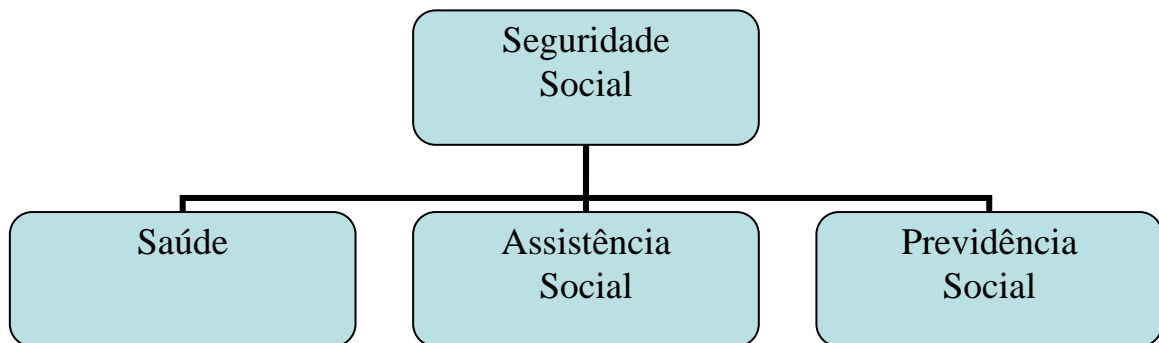 Seguridade
Social
Saúde
Assistência
Social
Previdência
Social